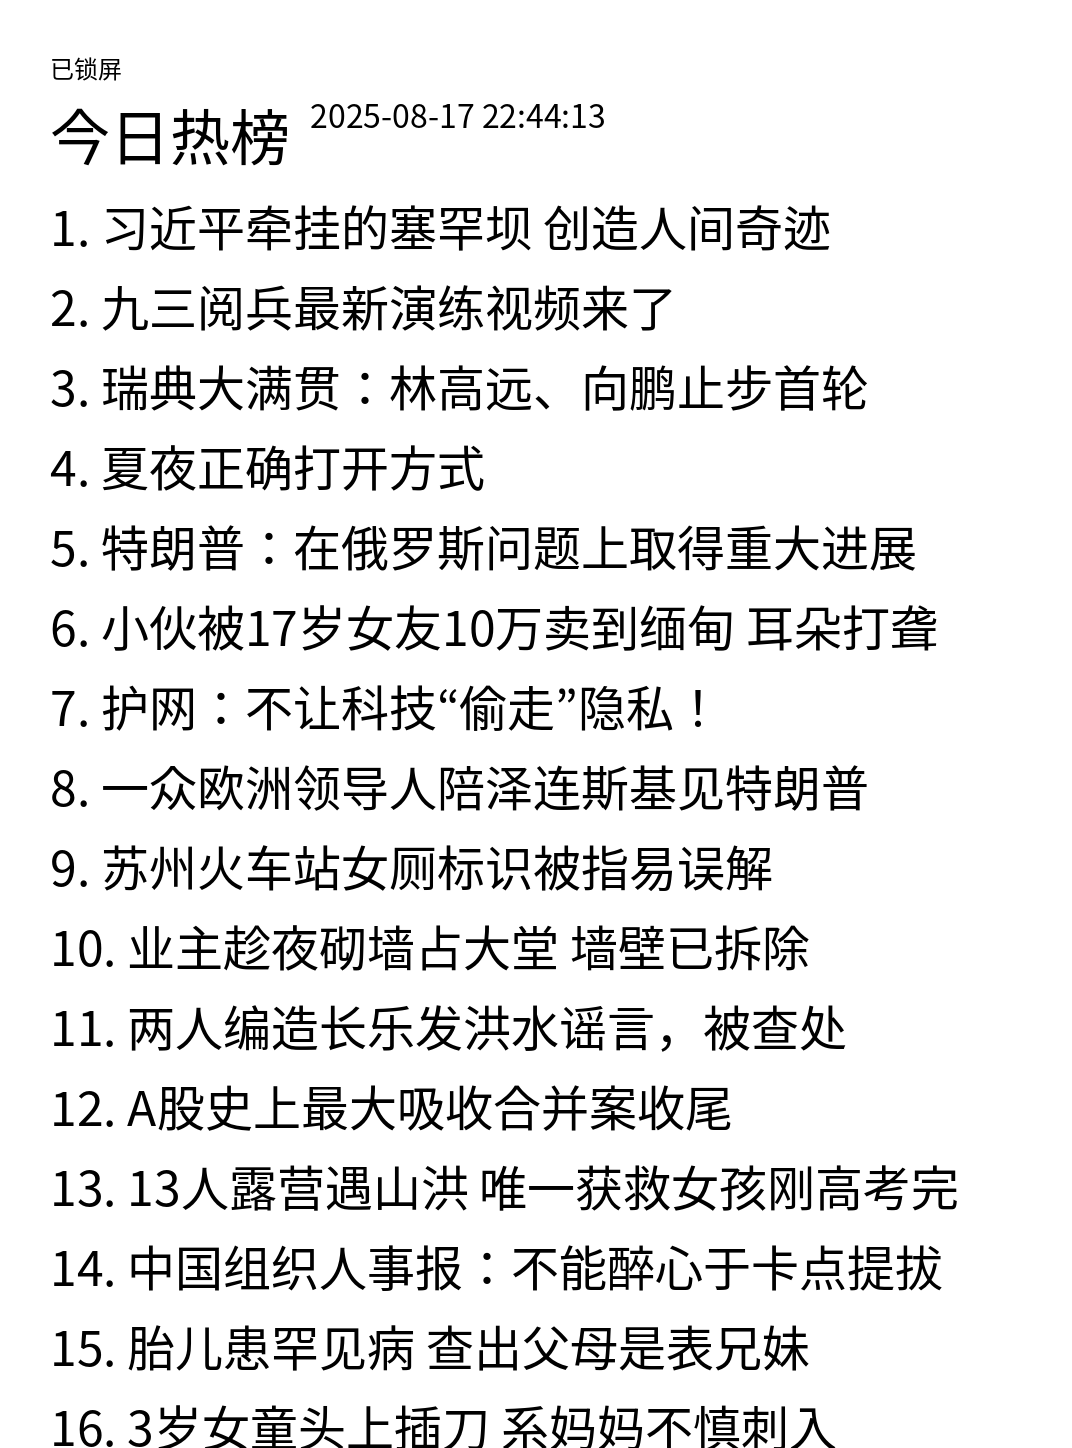 已锁屏
今日热榜 2025-08-17 22:44:13
1. 习近平牵挂的塞罕坝 创造人间奇迹
2. 九三阅兵最新演练视频来了
3. 瑞典大满贯：林高远、向鹏止步首轮
4. 夏夜正确打开方式
5. 特朗普：在俄罗斯问题上取得重大进展
6. 小伙被17岁女友10万卖到缅甸 耳朵打聋
7. 护网：不让科技“偷走”隐私！
8. 一众欧洲领导人陪泽连斯基见特朗普
9. 苏州火车站女厕标识被指易误解
10. 业主趁夜砌墙占大堂 墙壁已拆除
11. 两人编造长乐发洪水谣言，被查处
12. A股史上最大吸收合并案收尾
13. 13人露营遇山洪 唯一获救女孩刚高考完
14. 中国组织人事报：不能醉心于卡点提拔
15. 胎儿患罕见病 查出父母是表兄妹
16. 3岁女童头上插刀 系妈妈不慎刺入